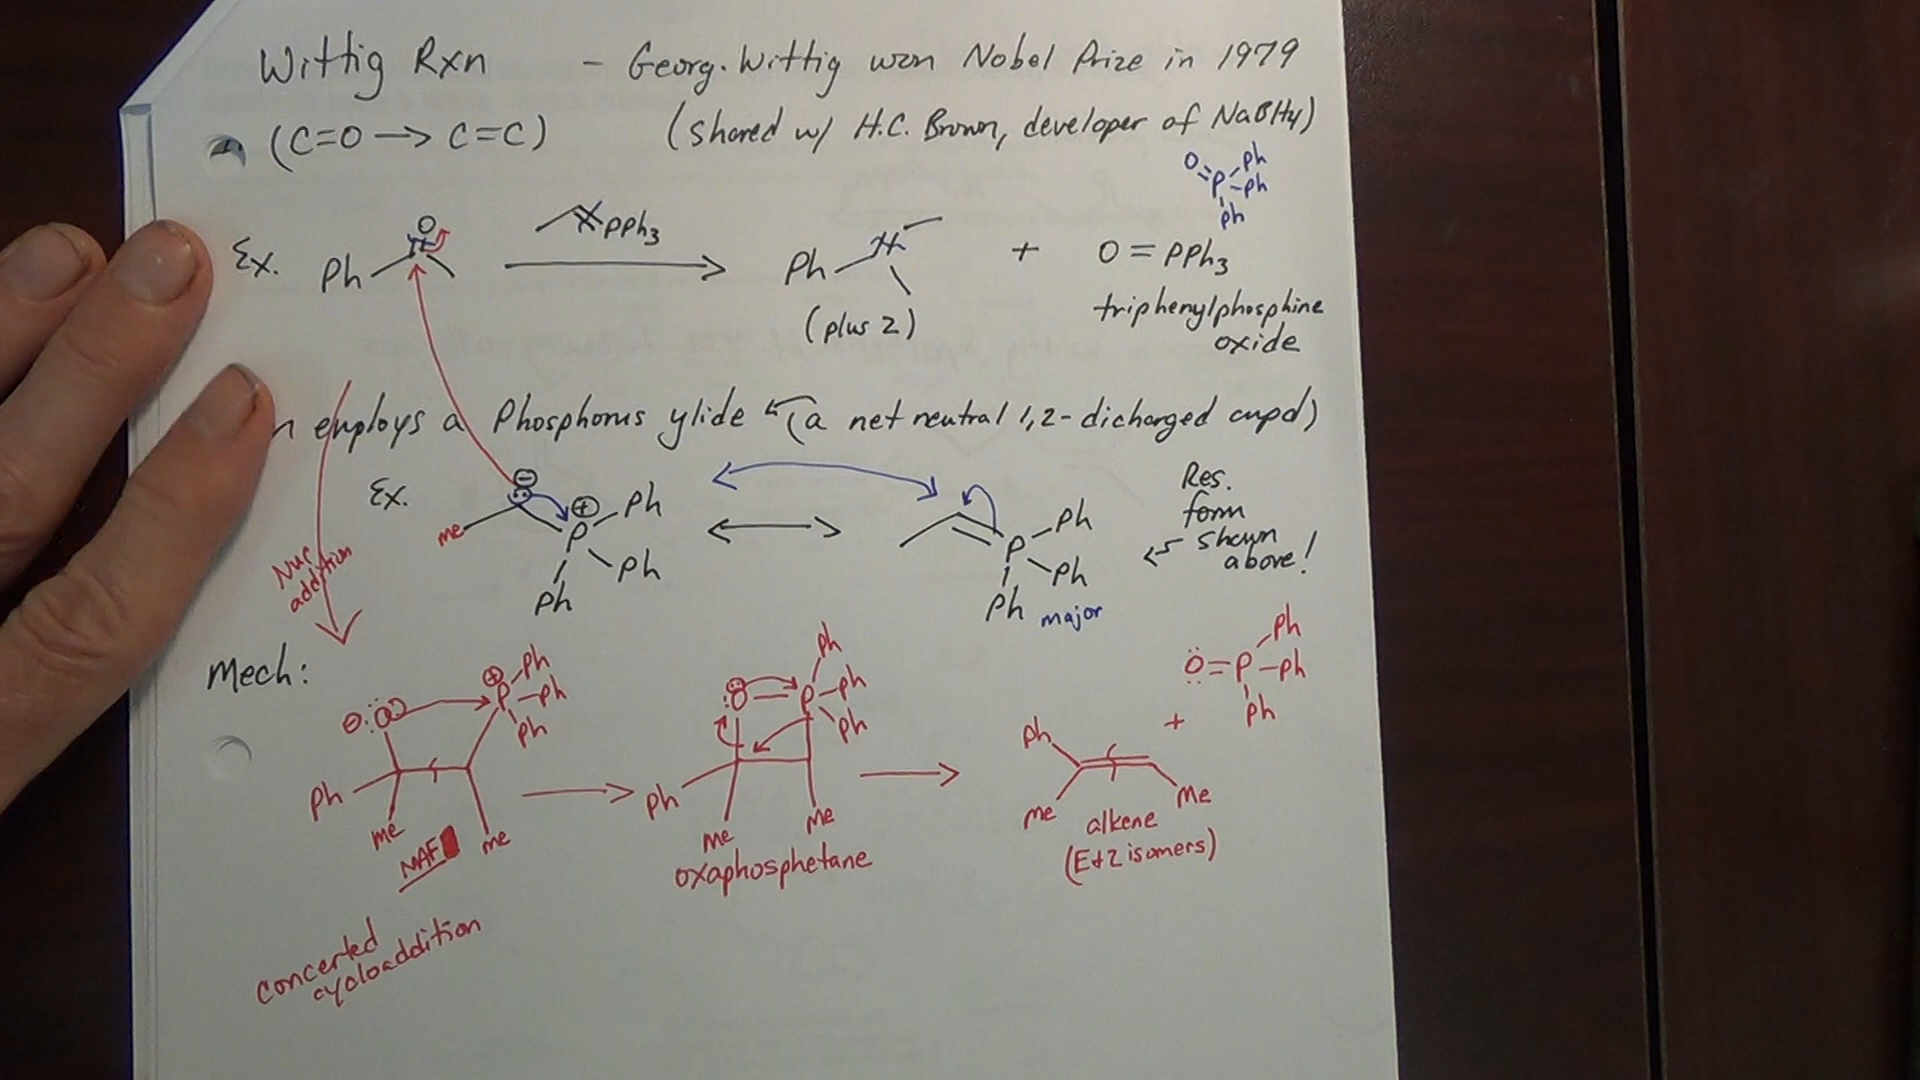 Wittig Rxn - Georg. Wittig won Nobel Prize in 1979
(C=O → C=C) (shared w/ H.C. Brown, developer of NaBH4)
O=P Ph Ph Ph
Ex. Ph O PPh3 → Ph + O = PPh3
(plus Z) triphenylphosphine
oxide
n employs a Phosphorus ylide ← (a net neutral 1,2-dicharged cmpd)
Ex. Me ⊖ : ⊕ P Ph Ph Ph ↔ P Ph Ph Ph major
Res.
form
shown
above!
Nuc
addition
Mech:
⊖ :O: ⊕ P Ph Ph Ph Ph Me Me
MAF
→
:O: P Ph Ph Ph Ph Me Me
oxaphosphetane
→
Ph Me Me
alkene
(E+Z isomers)
+ O=P-Ph Ph Ph
concerted
cycloaddition